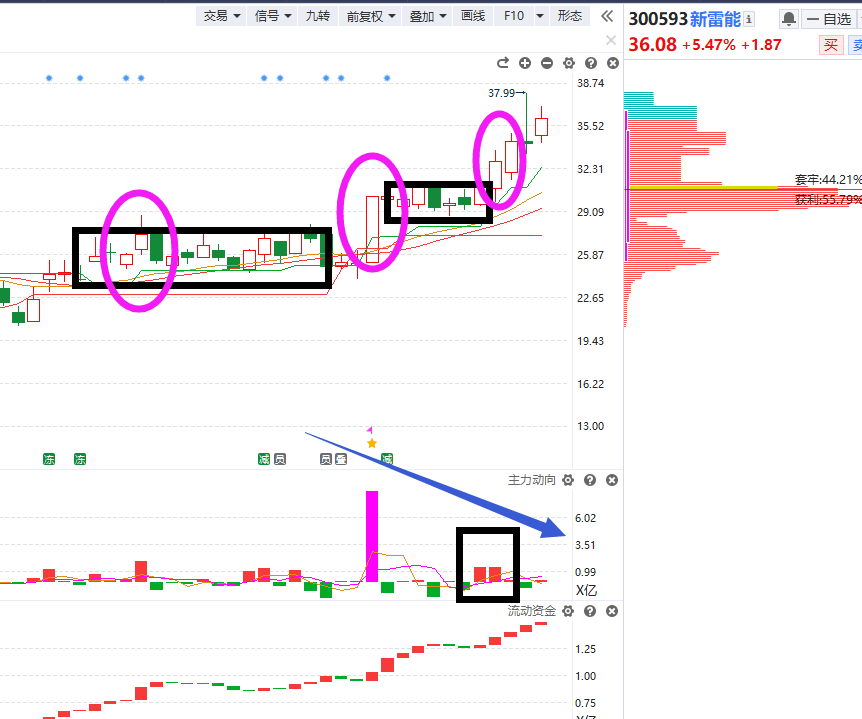 交易 信号 九转 前复权 叠加 画线 F10 形态
300593 新雷能 自选
36.08 +5.47% +1.87 买 卖
38.74
37.99
35.52
32.31
套牢:44.21%
获利:55.79%
29.09
25.87
22.65
19.43
16.22
13.00
冻 冻 减 员 员 叠 减
主力动向
6.02
3.51
0.99
X亿
流动资金
1.25
1.00
0.75